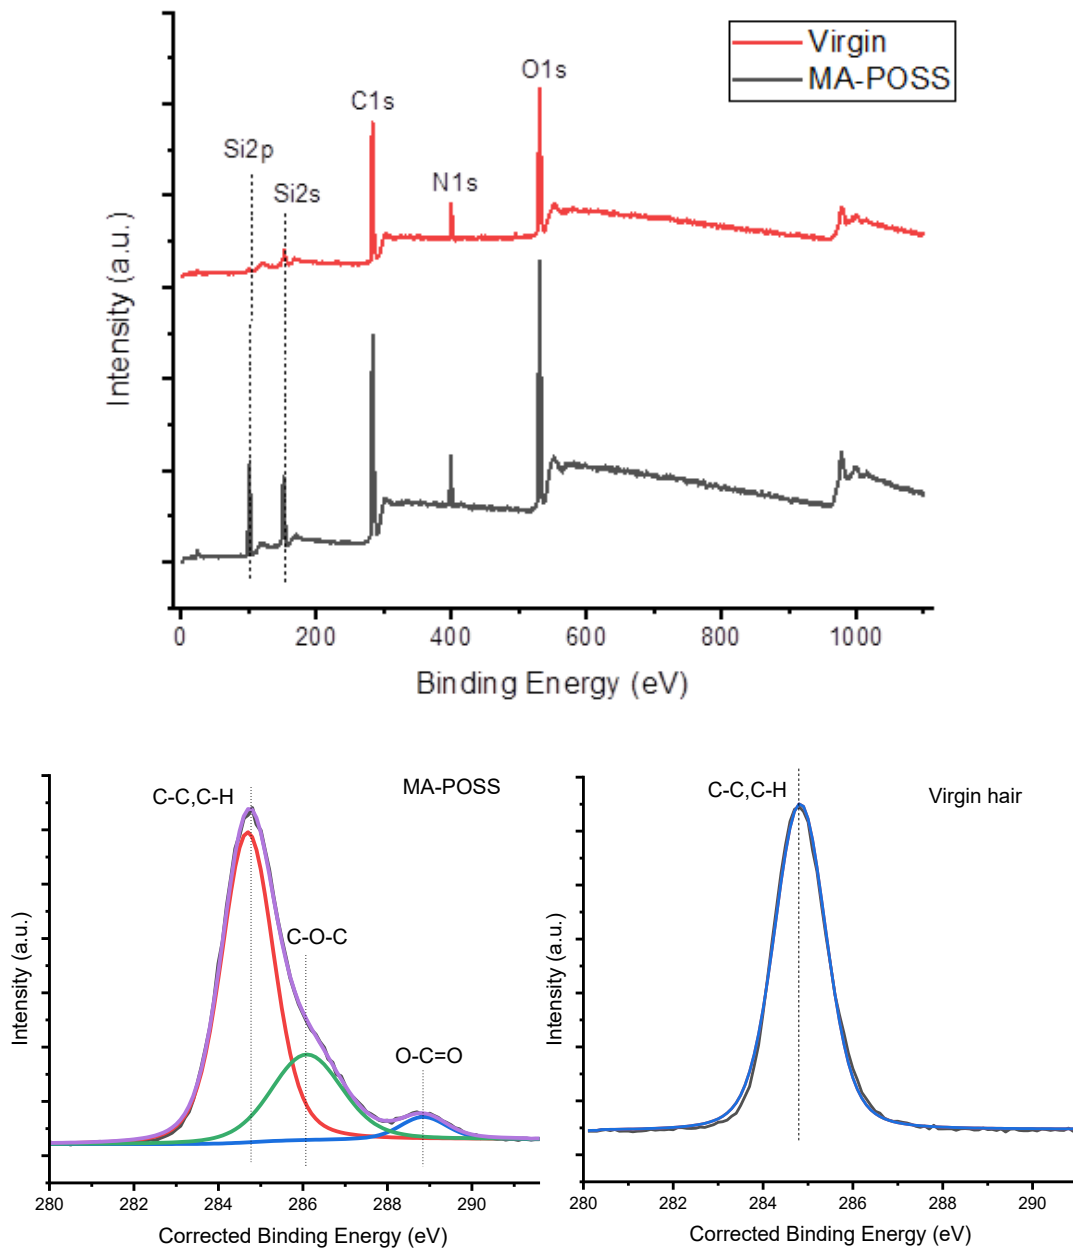 Virgin
MA-POSS
O1s
C1s
Si2p
Si2s
N1s
Intensity (a.u.)
0 200 400 600 800 1000
Binding Energy (eV)
C-C,C-H
MA-POSS
C-O-C
O-C=O
Intensity (a.u.)
280 282 284 286 288 290
Corrected Binding Energy (eV)
C-C,C-H
Virgin hair
Intensity (a.u.)
280 282 284 286 288 290
Corrected Binding Energy (eV)